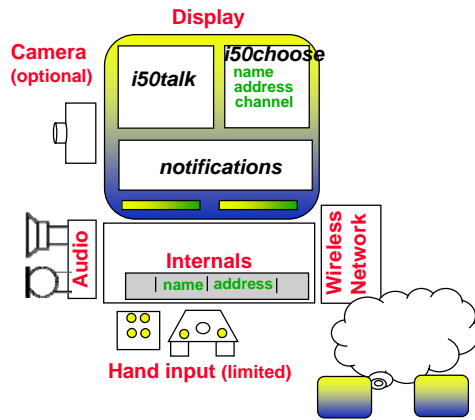 Display
Camera
(optional)
i50talk
i50choose
name
address
channel
notifications
Audio
Internals
| name | address |
Wireless
Network
Hand input (limited)